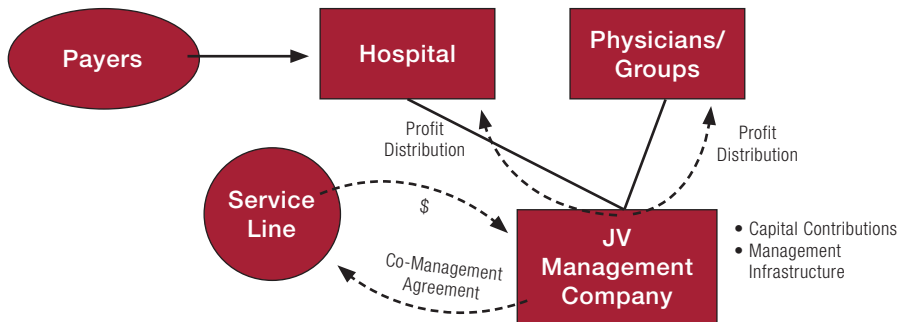 Payers
Hospital
Physicians/
Groups
Profit
Distribution
Profit
Distribution
Service
Line
$
JV
Management
Company
• Capital Contributions
• Management
Infrastructure
Co-Management
Agreement